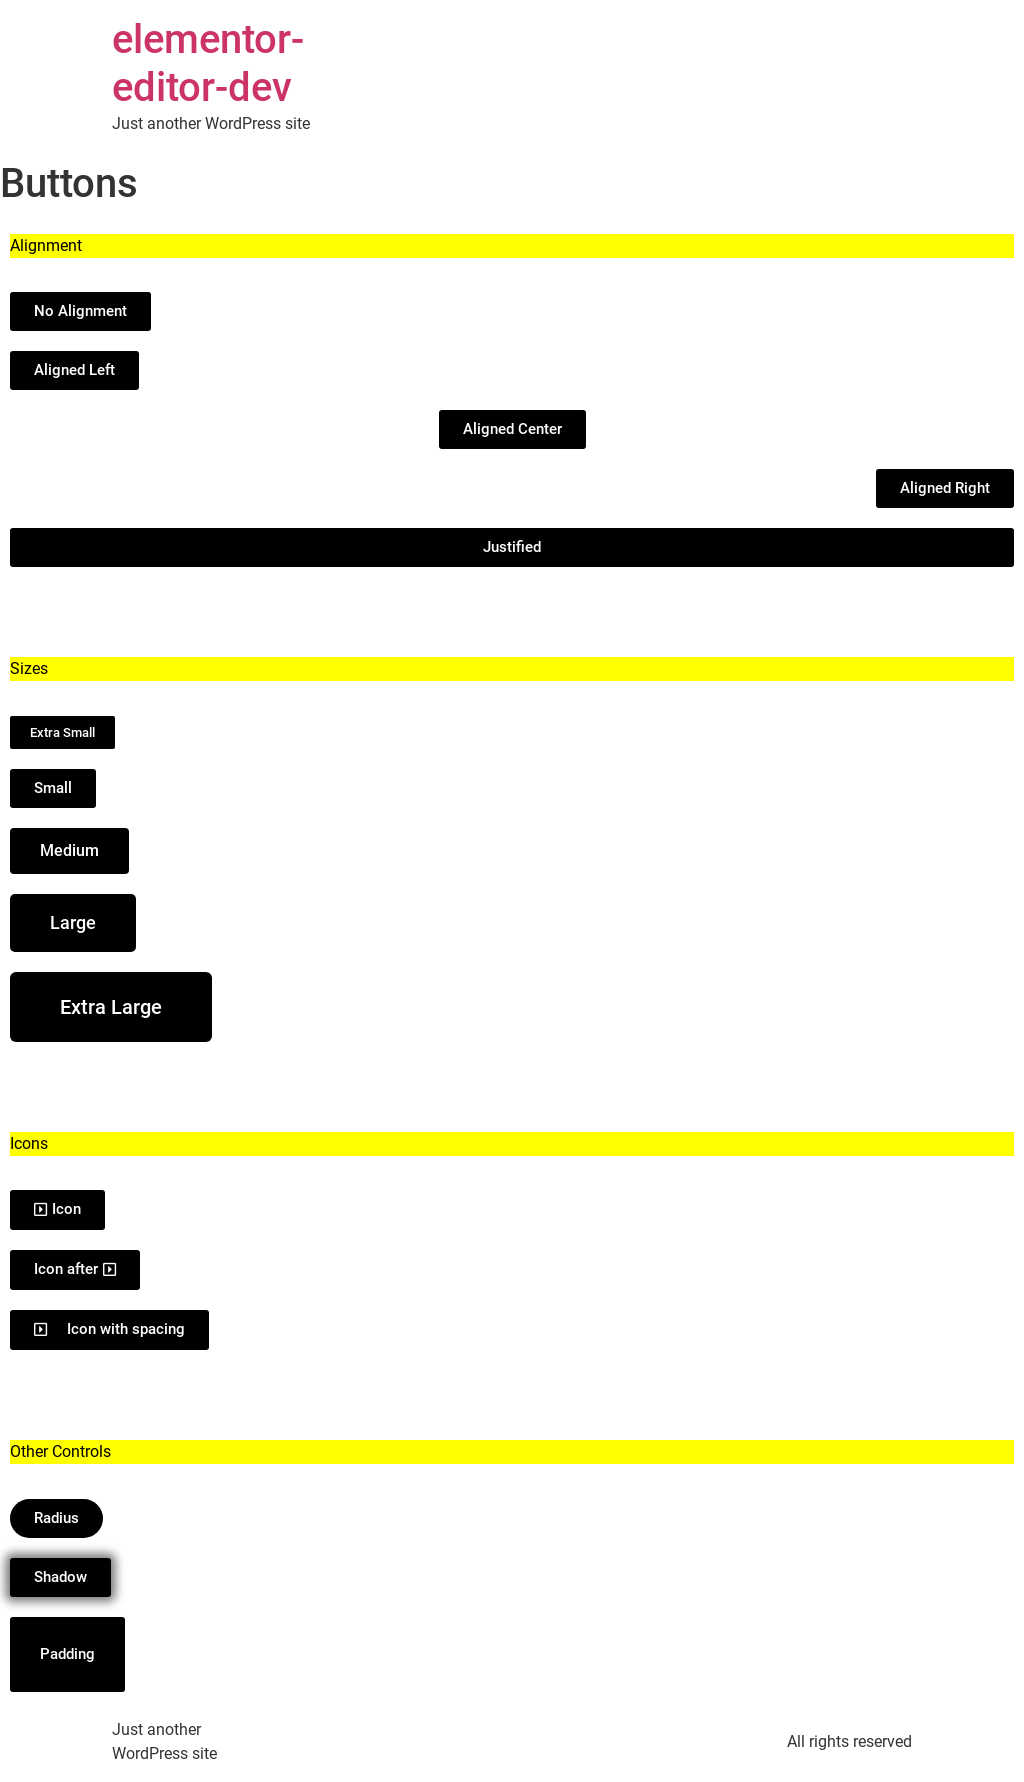 elementor-
editor-dev
Just another WordPress site
Buttons
Alignment
No Alignment
Aligned Left
Aligned Center
Aligned Right
Justified
Sizes
Extra Small
Small
Medium
Large
Extra Large
Icons
Icon
Icon after
Icon with spacing
Other Controls
Radius
Shadow
Padding
Just another
WordPress site
All rights reserved